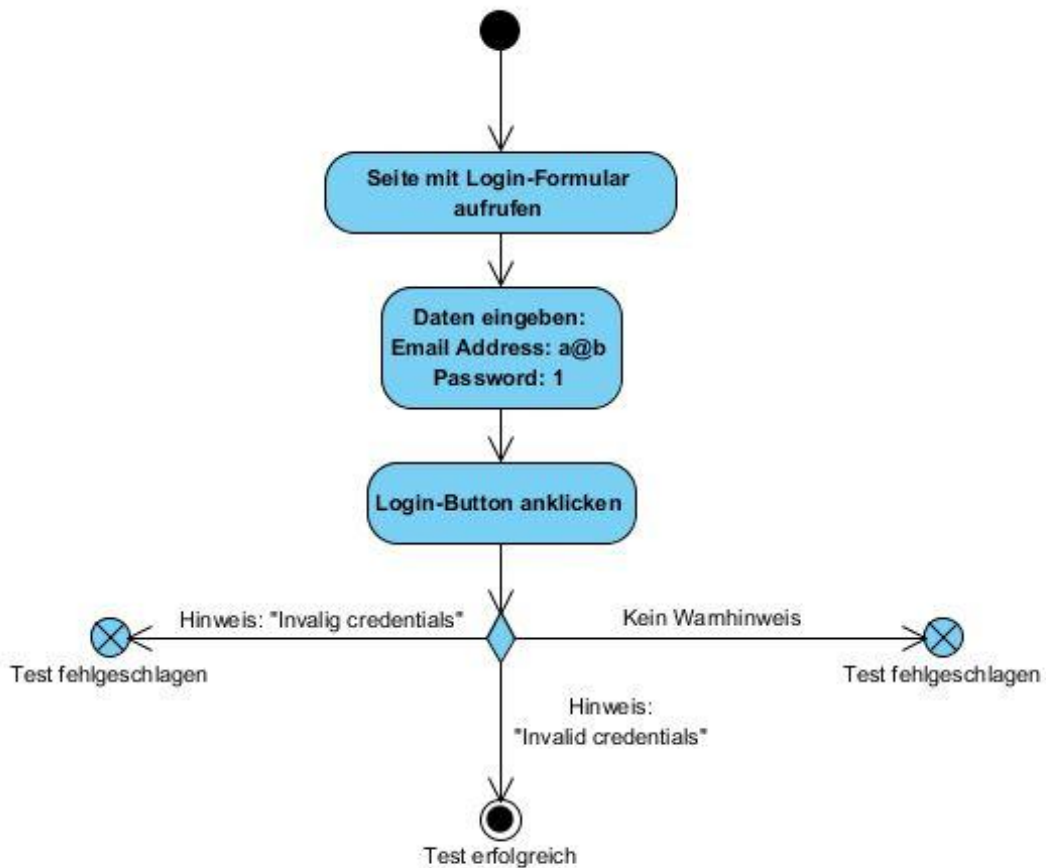 Seite mit Login-Formular
aufrufen
Daten eingeben:
Email Address: a@b
Password: 1
Login-Button anklicken
Hinweis: "Invalig credentials"
Kein Warnhinweis
Test fehlgeschlagen
Test fehlgeschlagen
Hinweis:
"Invalid credentials"
Test erfolgreich